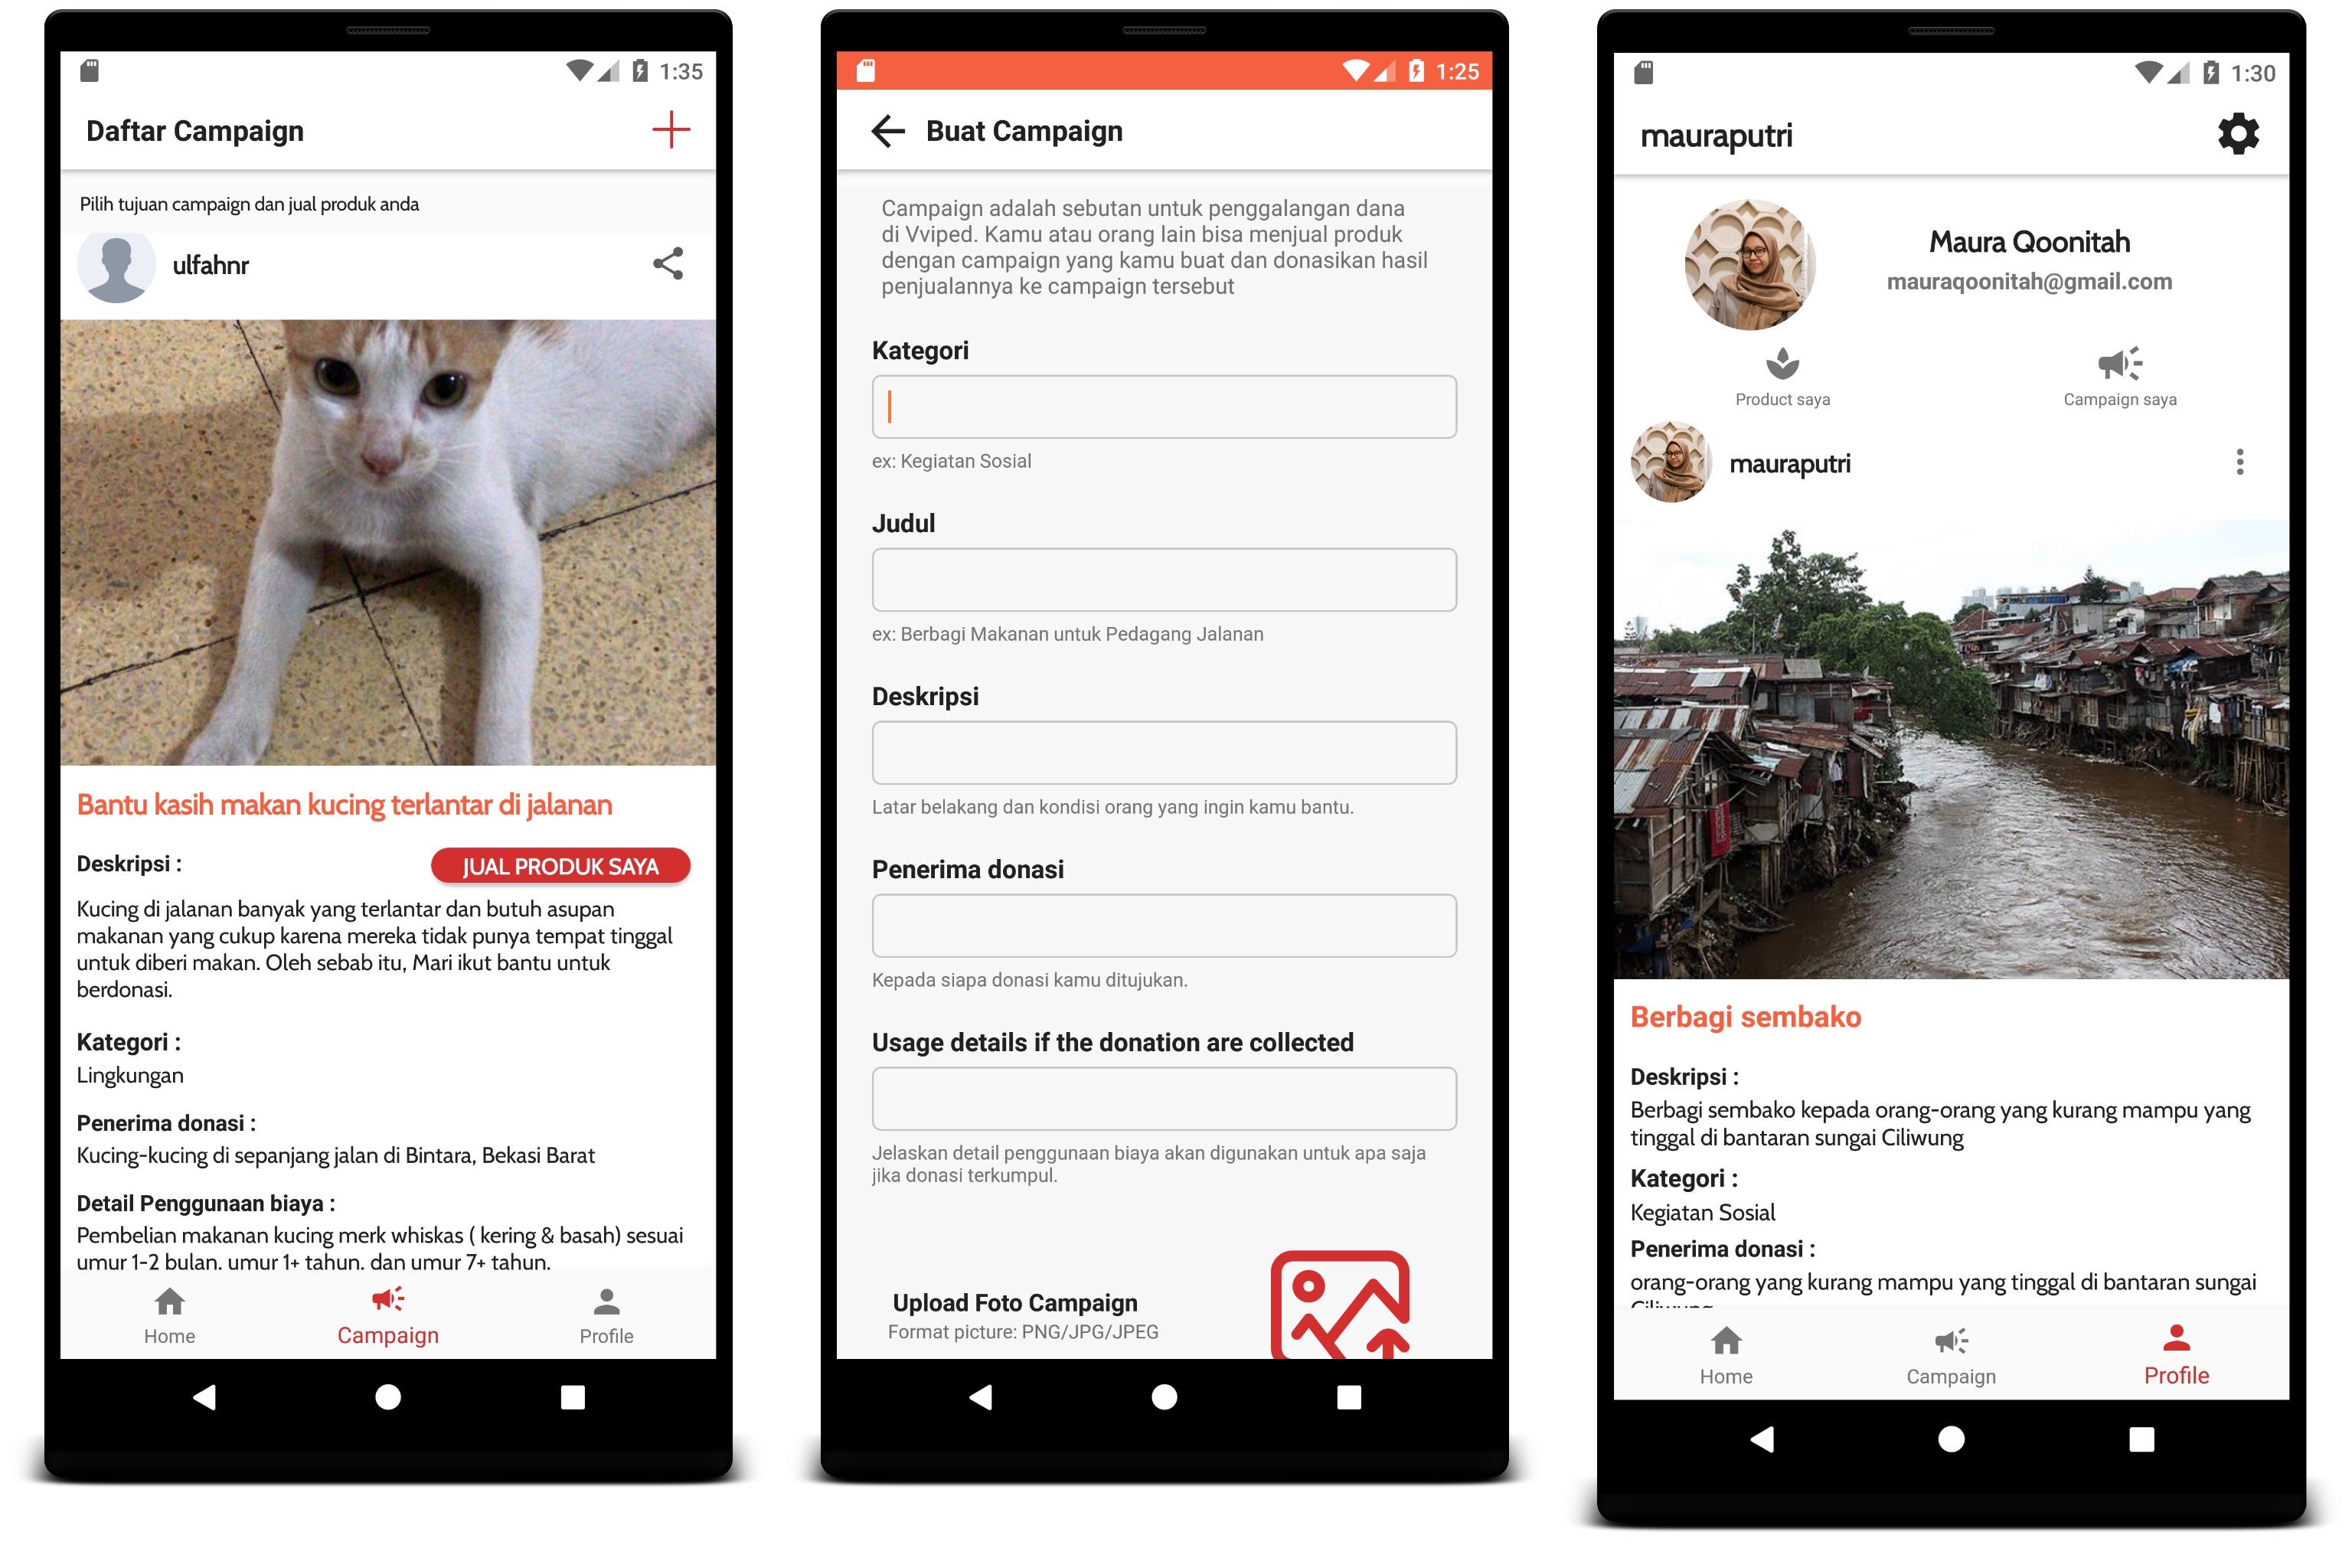 1:35
Daftar Campaign
Pilih tujuan campaign dan jual produk anda
ulfahnr
Bantu kasih makan kucing terlantar di jalanan
Deskripsi :
JUAL PRODUK SAYA
Kucing di jalanan banyak yang terlantar dan butuh asupan
makanan yang cukup karena mereka tidak punya tempat tinggal
untuk diberi makan. Oleh sebab itu, Mari ikut bantu untuk
berdonasi.
Kategori :
Lingkungan
Penerima donasi :
Kucing-kucing di sepanjang jalan di Bintara, Bekasi Barat
Detail Penggunaan biaya :
Pembelian makanan kucing merk whiskas ( kering & basah) sesuai
umur 1-2 bulan. umur 1+ tahun. dan umur 7+ tahun.
Home
Campaign
Profile
1:25
Buat Campaign
Campaign adalah sebutan untuk penggalangan dana
di Vviped. Kamu atau orang lain bisa menjual produk
dengan campaign yang kamu buat dan donasikan hasil
penjualannya ke campaign tersebut
Kategori
ex: Kegiatan Sosial
Judul
ex: Berbagi Makanan untuk Pedagang Jalanan
Deskripsi
Latar belakang dan kondisi orang yang ingin kamu bantu.
Penerima donasi
Kepada siapa donasi kamu ditujukan.
Usage details if the donation are collected
Jelaskan detail penggunaan biaya akan digunakan untuk apa saja
jika donasi terkumpul.
Upload Foto Campaign
Format picture: PNG/JPG/JPEG
1:30
mauraputri
Maura Qoonitah
mauraqoonitah@gmail.com
Product saya
Campaign saya
mauraputri
Berbagi sembako
Deskripsi :
Berbagi sembako kepada orang-orang yang kurang mampu yang
tinggal di bantaran sungai Ciliwung
Kategori :
Kegiatan Sosial
Penerima donasi :
orang-orang yang kurang mampu yang tinggal di bantaran sungai
Home
Campaign
Profile